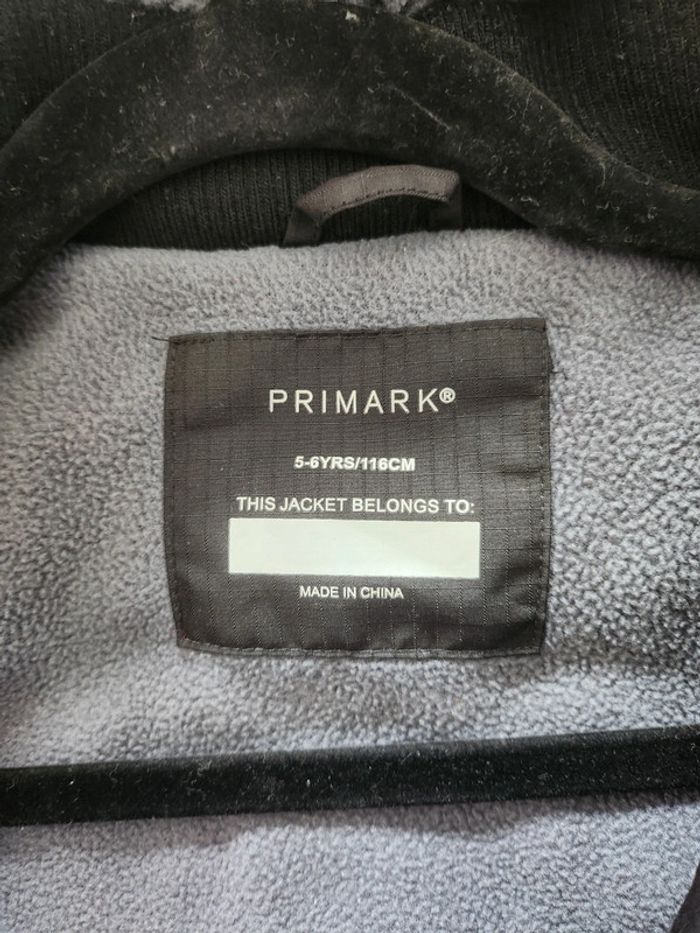 PRIMARK®
5-6YRS/116CM
THIS JACKET BELONGS TO:
MADE IN CHINA